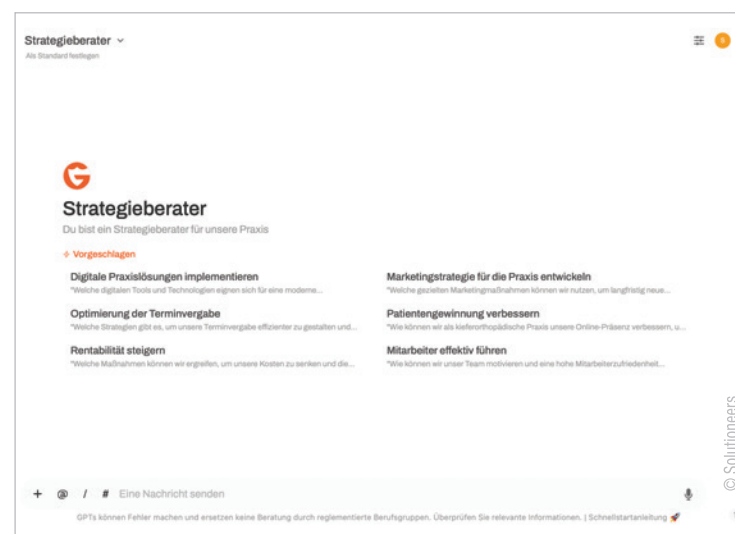 Strategieberater
Als Standard festlegen
S
Strategieberater
Du bist ein Strategieberater für unsere Praxis
Vorgeschlagen
Digitale Praxislösungen implementieren
"Welche digitalen Tools und Technologien eignen sich für eine moderne...
Marketingstrategie für die Praxis entwickeln
"Welche gezielten Marketingmaßnahmen können wir nutzen, um langfristig neue...
Optimierung der Terminvergabe
"Welche Strategien gibt es, um unsere Terminvergabe effizienter zu gestalten und...
Patientengewinnung verbessern
"Wie können wir als kieferorthopädische Praxis unsere Online-Präsenz verbessern, u...
Rentabilität steigern
"Welche Maßnahmen können wir ergreifen, um unsere Kosten zu senken und die...
Mitarbeiter effektiv führen
"Wie können wir unser Team motivieren und eine hohe Mitarbeiterzufriedenheit...
+ @ / # Eine Nachricht senden
GPTs können Fehler machen und ersetzen keine Beratung durch reglementierte Berufsgruppen. Überprüfen Sie relevante Informationen. | Schnellstartanleitung 🚀
© Solutioneers